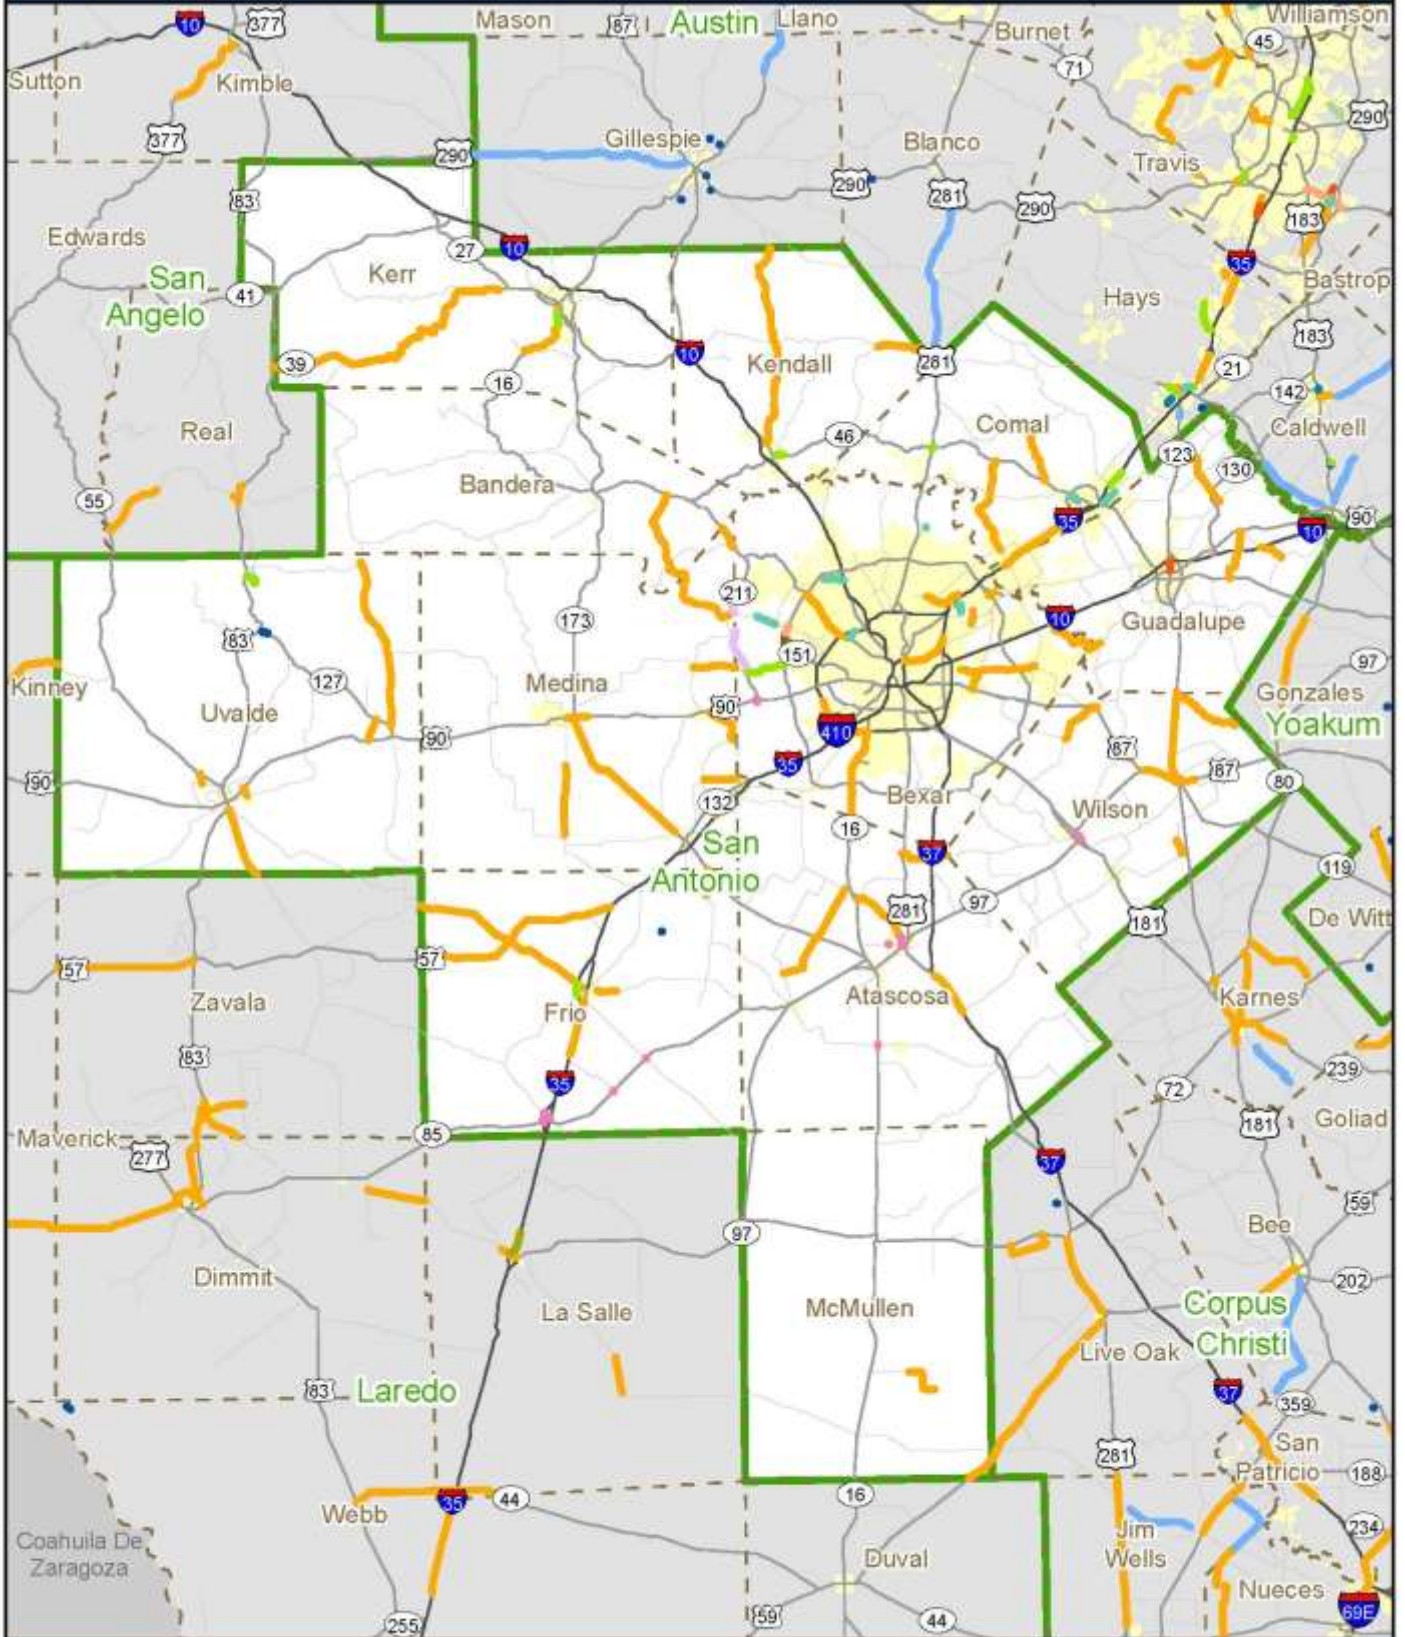 10
377
Mason
87
Austin
Llano
Burnet
Williamson
45
71
Sutton
Kimble
377
290
Gillespie
Blanco
290
Travis
83
290
281
290
183
Edwards
27
10
35
Kerr
San
Angelo
41
Hays
Bastrop
183
39
10
Kendall
281
21
16
142
Real
46
Comal
Caldwell
123
130
55
Bandera
35
90
10
211
173
10
Guadalupe
83
151
97
Kinney
127
Medina
Gonzales
Uvalde
90
Yoakum
90
410
87
87
90
35
80
132
Bexar
Wilson
16
San
Antonio
37
119
281
97
181
De Witt
57
57
Zavala
Atascosa
Karnes
Frio
83
35
239
72
Maverick
85
181
Goliad
277
37
59
97
Bee
Dimmit
202
La Salle
McMullen
Corpus
Christi
Live Oak
83
Laredo
37
359
281
San
Patricio
188
35
44
16
Webb
234
Coahuila De
Zaragoza
Jim
Wells
Duval
Nueces
69E
255
59
44